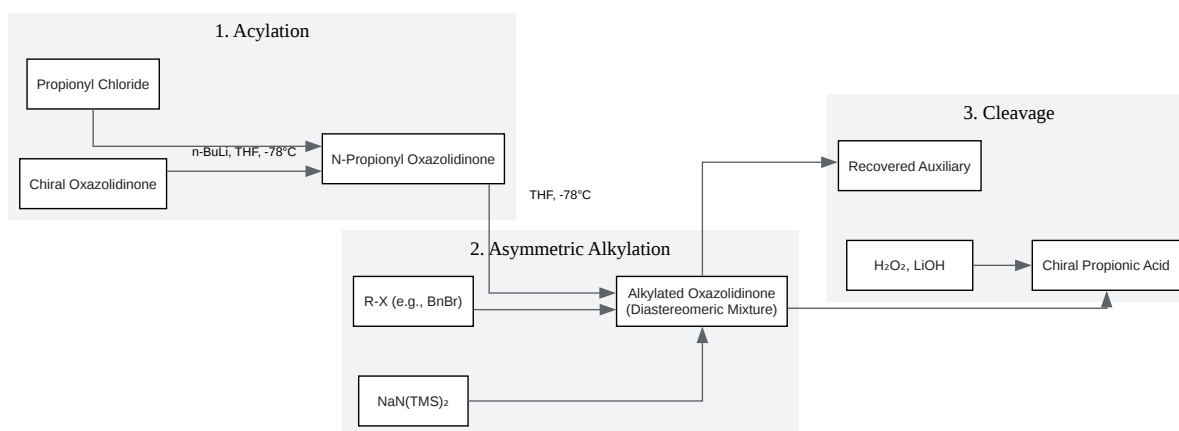 1. Acylation
Propionyl Chloride
n-BuLi, THF, -78°C
Chiral Oxazolidinone
N-Propionyl Oxazolidinone
THF, -78°C
2. Asymmetric Alkylation
R-X (e.g., BnBr)
NaN(TMS)₂
Alkylated Oxazolidinone
(Diastereomeric Mixture)
3. Cleavage
Recovered Auxiliary
H₂O₂, LiOH
Chiral Propionic Acid